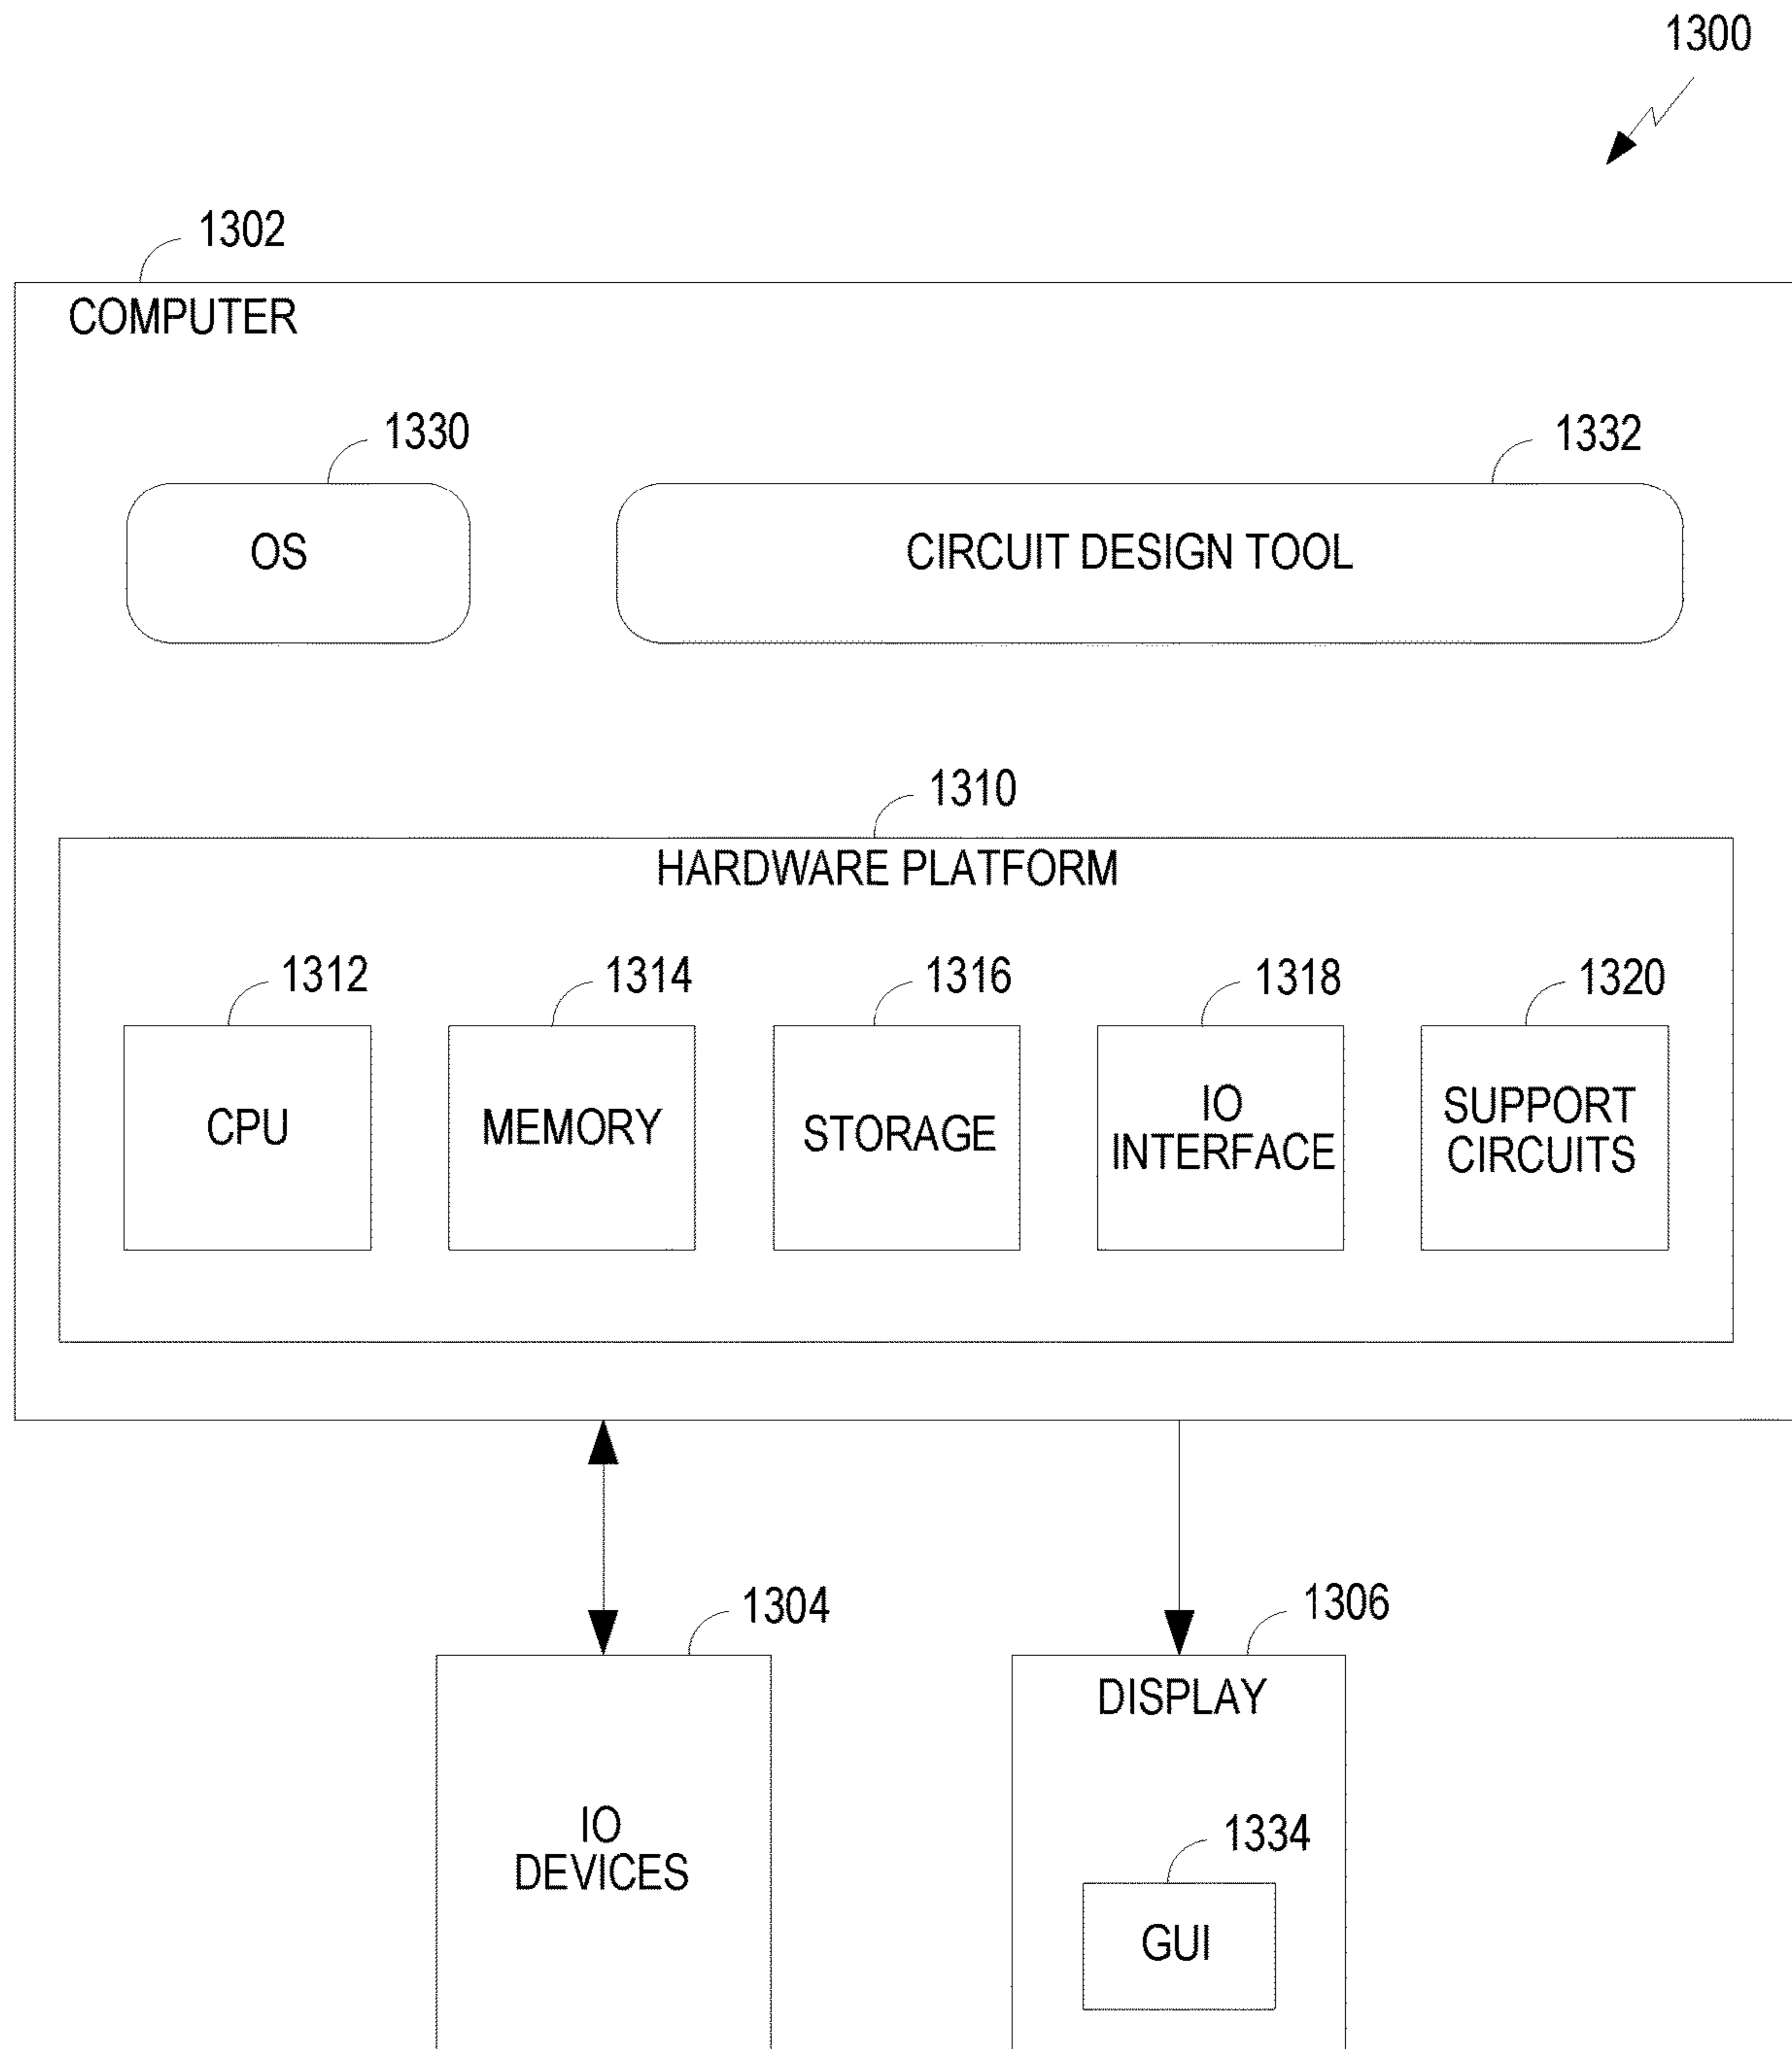 1300
1302
COMPUTER
1330
1332
OS
CIRCUIT DESIGN TOOL
1310
HARDWARE PLATFORM
1312
1314
1316
1318
1320
CPU
MEMORY
STORAGE
IO
INTERFACE
SUPPORT
CIRCUITS
1304
1306
DISPLAY
IO
DEVICES
1334
GUI